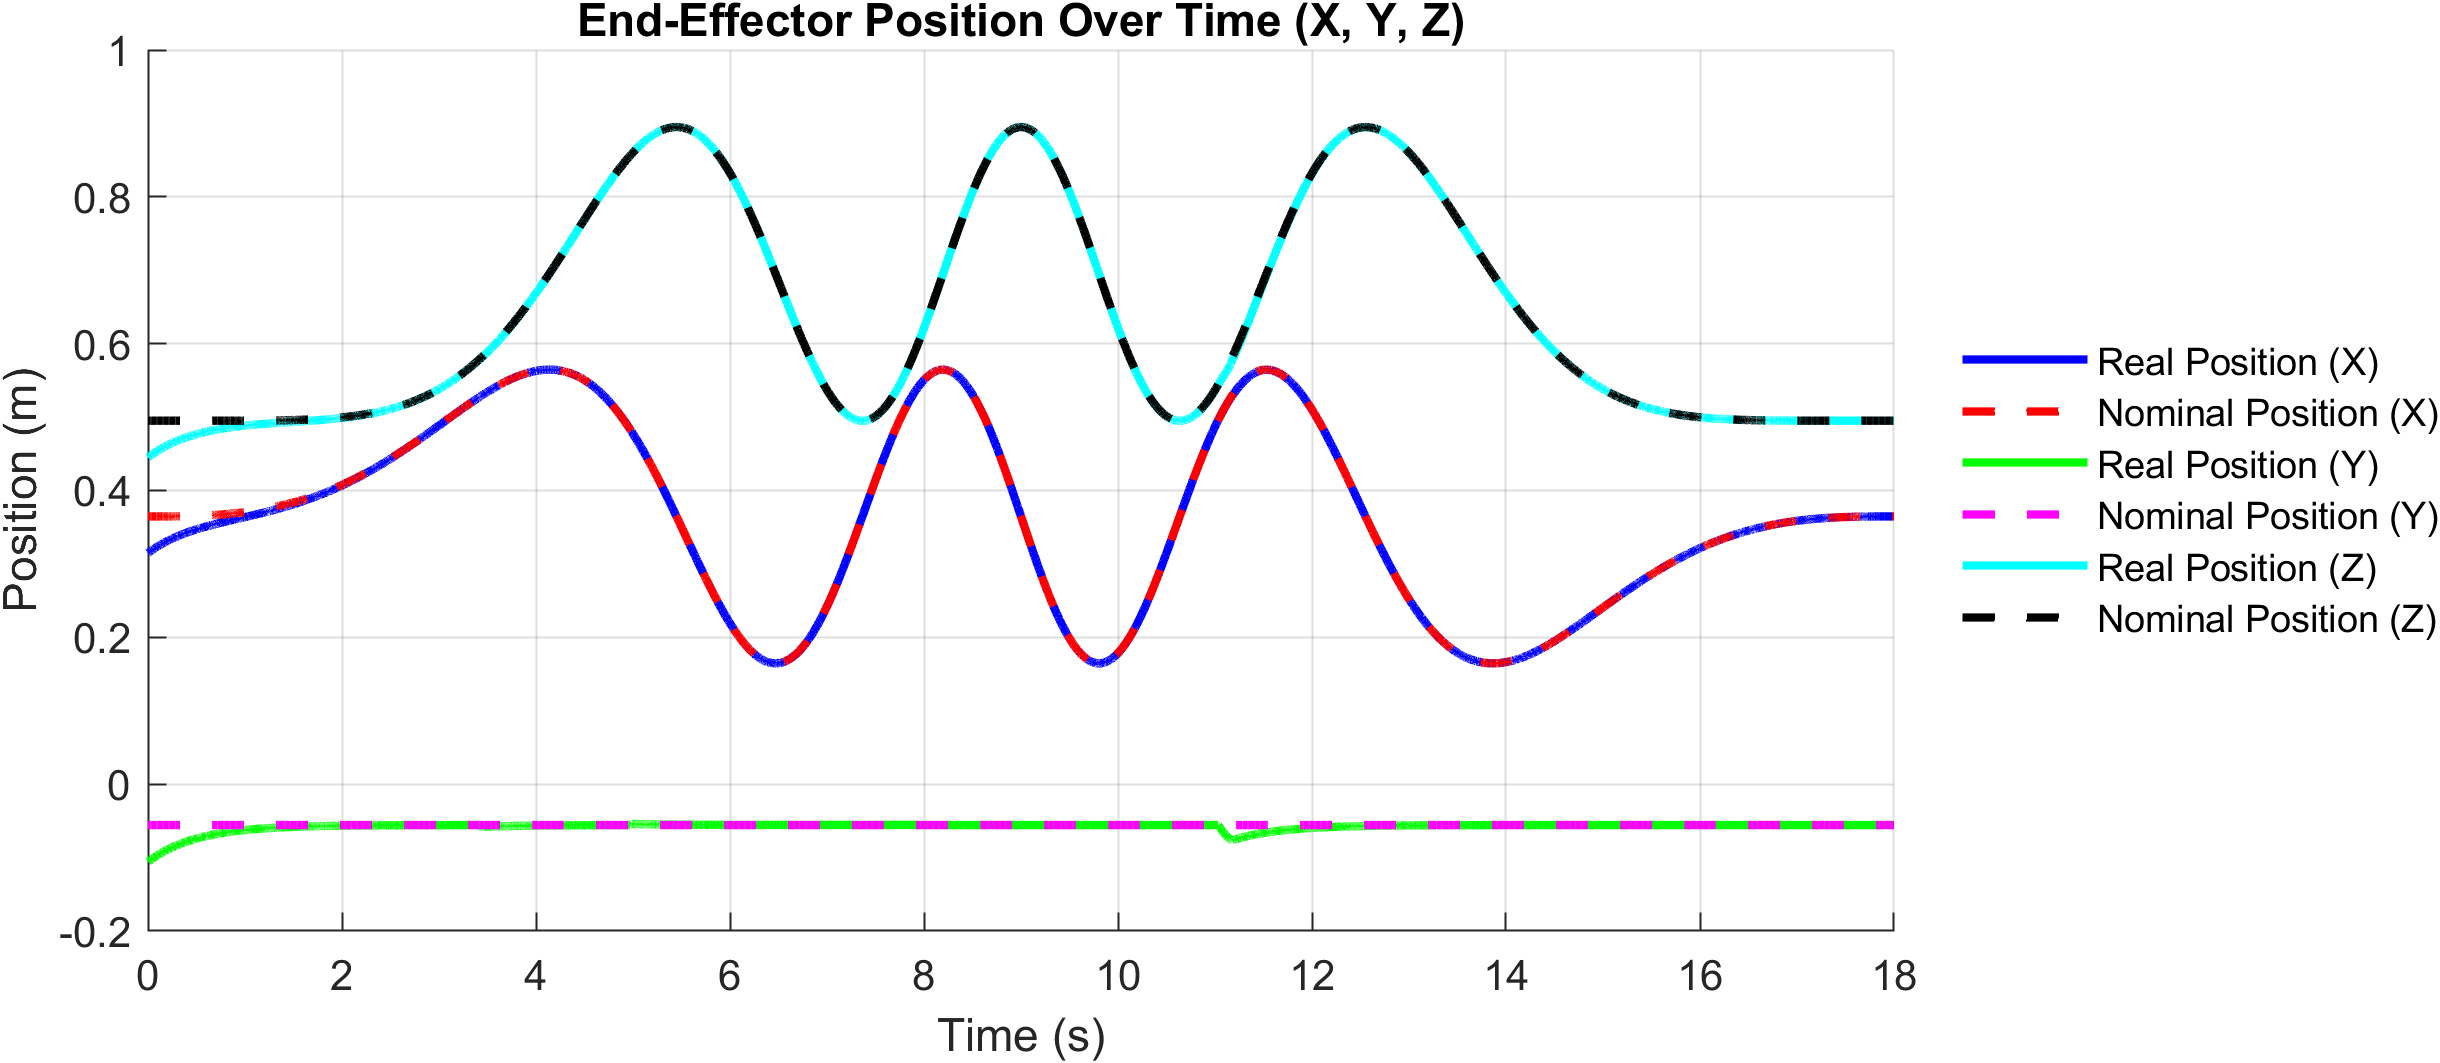 End-Effector Position Over Time (X, Y, Z)
Position (m)
1
0.8
0.6
0.4
0.2
0
-0.2
0 2 4 6 8 10 12 14 16 18
Time (s)
Real Position (X)
Nominal Position (X)
Real Position (Y)
Nominal Position (Y)
Real Position (Z)
Nominal Position (Z)